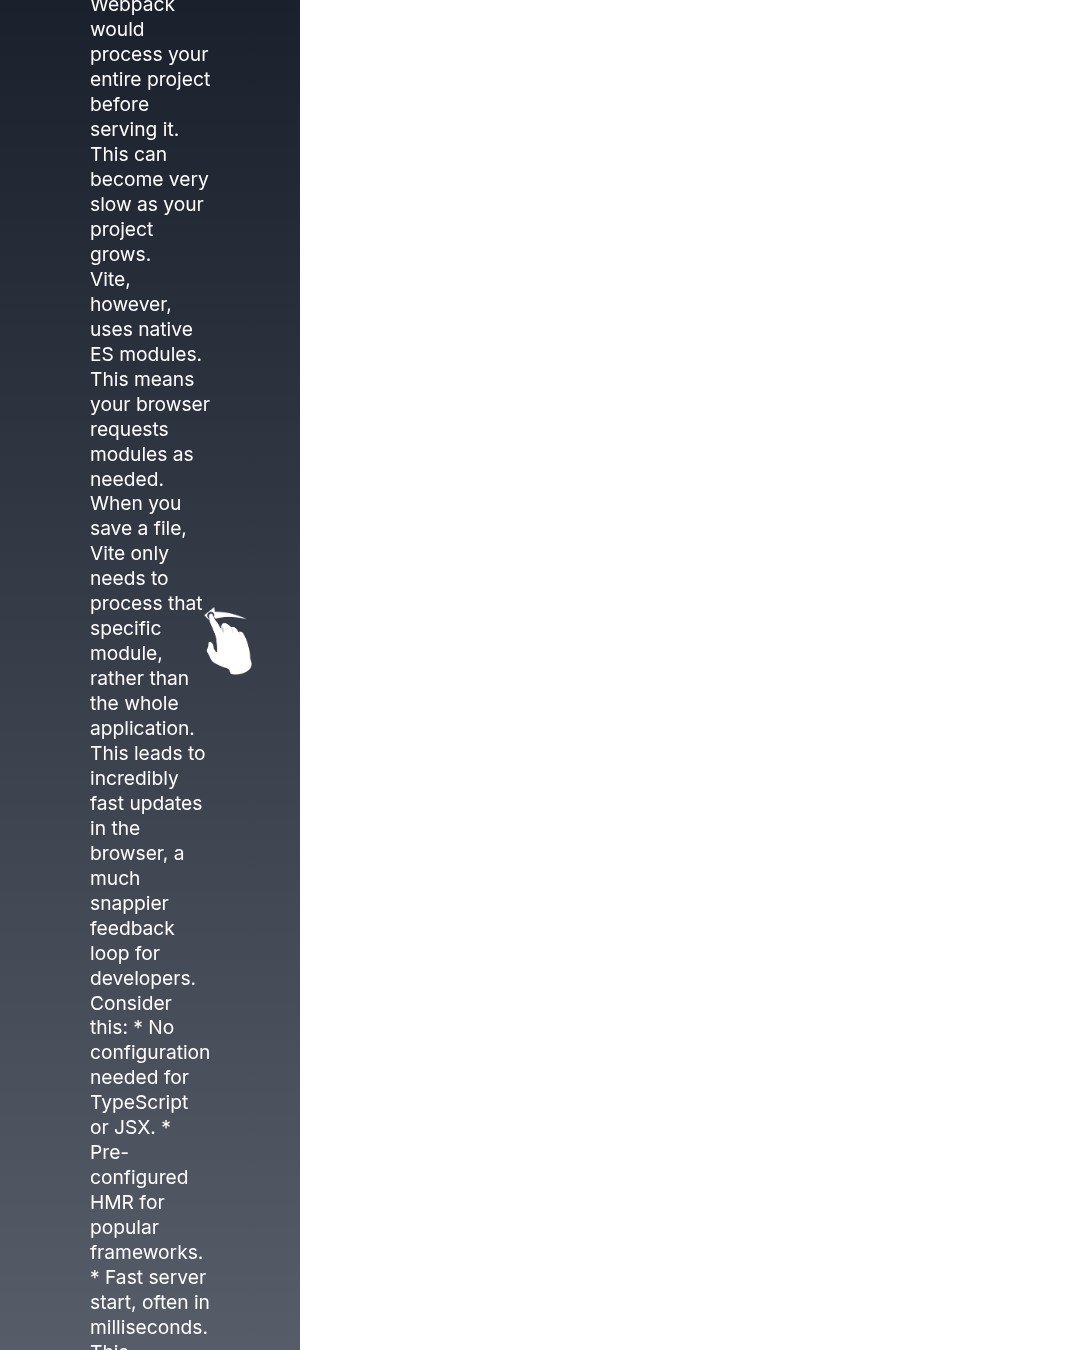 Webpack
would
process your
entire project
before
serving it.
This can
become very
slow as your
project
grows.
Vite,
however,
uses native
ES modules.
This means
your browser
requests
modules as
needed.
When you
save a file,
Vite only
needs to
process that
specific
module,
rather than
the whole
application.
This leads to
incredibly
fast updates
in the
browser, a
much
snappier
feedback
loop for
developers.
Consider
this: * No
configuration
needed for
TypeScript
or JSX. *
Pre-
configured
HMR for
popular
frameworks.
* Fast server
start, often in
milliseconds.
This